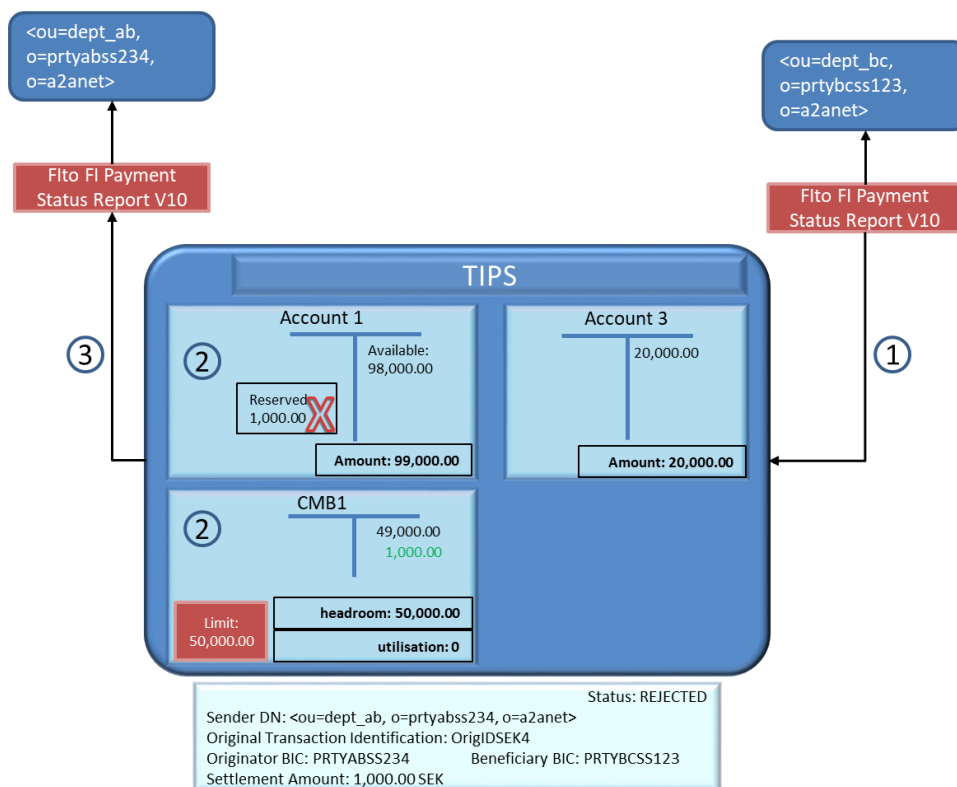 <ou=dept_ab,
o=prtyabss234,
o=a2anet>
<ou=dept_bc,
o=prtybcss123,
o=a2anet>
FIto FI Payment
Status Report V10
FIto FI Payment
Status Report V10
TIPS
Account 1
2
Available:
98,000.00
Reserved
1,000.00
X
Amount: 99,000.00
Account 3
20,000.00
Amount: 20,000.00
3
1
CMB1
2
49,000.00
1,000.00
Limit:
50,000.00
headroom: 50,000.00
utilisation: 0
Status: REJECTED
Sender DN: <ou=dept_ab, o=prtyabss234, o=a2anet>
Original Transaction Identification: OrigIDSEK4
Originator BIC: PRTYABSS234 Beneficiary BIC: PRTYBCSS123
Settlement Amount: 1,000.00 SEK